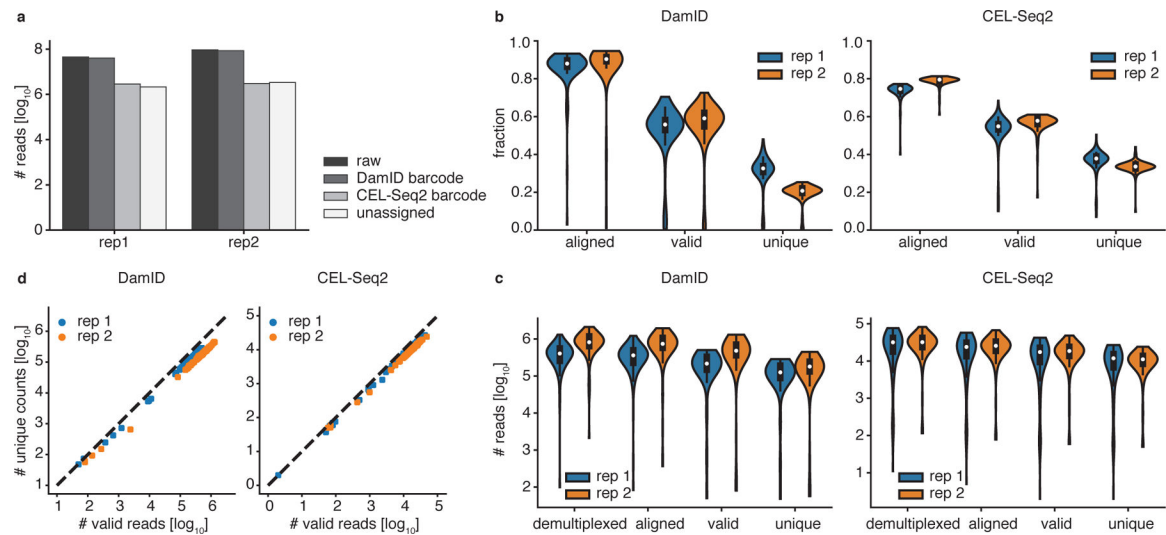 a
# reads [log10]
8
6
4
2
0
rep1
rep2
raw
DamID barcode
CEL-Seq2 barcode
unassigned
b
DamID
fraction
1.0
0.8
0.6
0.4
0.2
0.0
aligned
valid
unique
rep 1
rep 2
CEL-Seq2
1.0
0.8
0.6
0.4
0.2
0.0
aligned
valid
unique
rep 1
rep 2
d
DamID
# unique counts [log10]
6
5
4
3
2
1
1 2 3 4 5 6
# valid reads [log10]
rep 1
rep 2
CEL-Seq2
5
4
3
2
1
0
0 1 2 3 4 5
# valid reads [log10]
rep 1
rep 2
c
DamID
# reads [log10]
6
5
4
3
2
rep 1
rep 2
demultiplexed
aligned
valid
unique
CEL-Seq2
5
4
3
2
1
0
rep 1
rep 2
demultiplexed
aligned
valid
unique